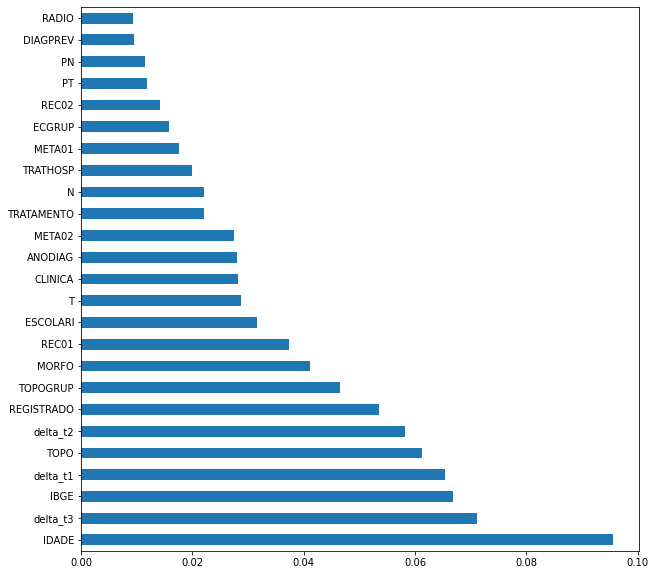 RADIO
DIAGPREV
PN
PT
REC02
ECGRUP
META01
TRATHOSP
N
TRATAMENTO
META02
ANODIAG
CLINICA
T
ESCOLARI
REC01
MORFO
TOPOGRUP
REGISTRADO
delta_t2
TOPO
delta_t1
IBGE
delta_t3
IDADE
0.00 0.02 0.04 0.06 0.08 0.10